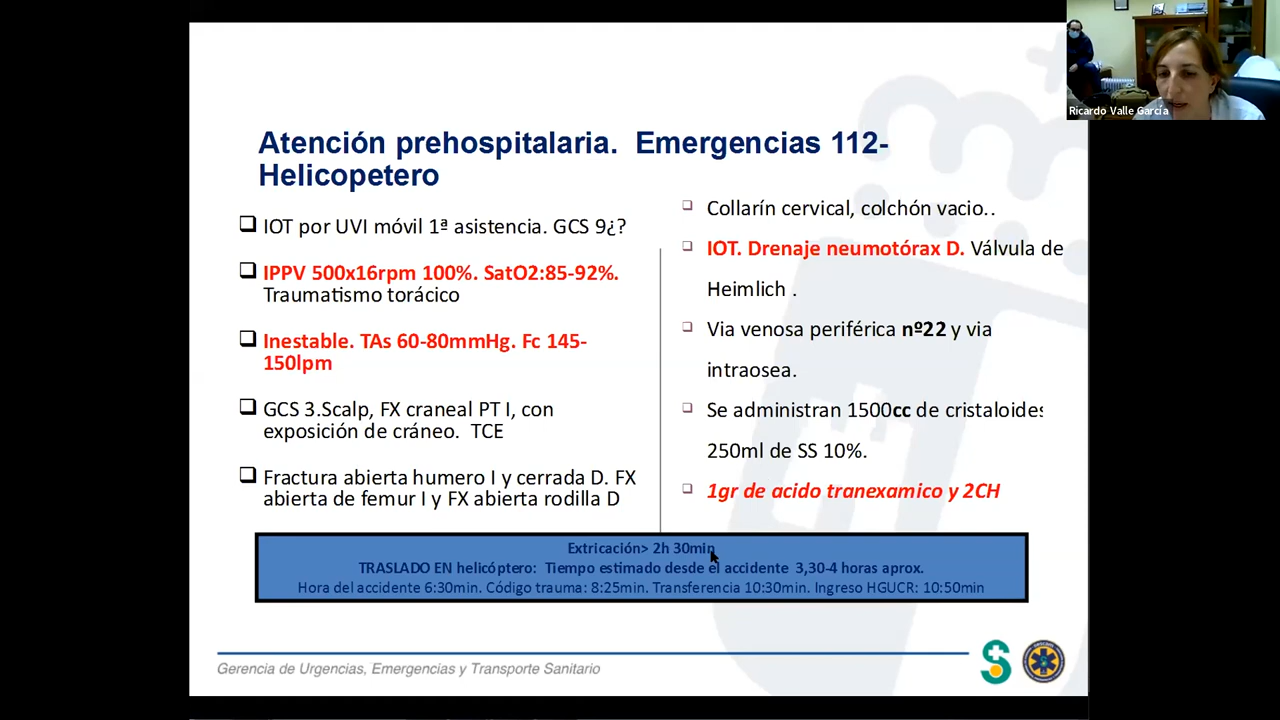 Ricardo Valle García
Atención prehospitalaria. Emergencias 112-
Helicopetero
IOT por UVI móvil 1ª asistencia. GCS 9¿?
IPPV 500x16rpm 100%. SatO2:85-92%.
Traumatismo torácico
Inestable. TAs 60-80mmHg. Fc 145-
150lpm
GCS 3.Scalp, FX craneal PT I, con
exposición de cráneo. TCE
Fractura abierta humero I y cerrada D. FX
abierta de femur I y FX abierta rodilla D
Collarín cervical, colchón vacio..
IOT. Drenaje neumotórax D. Válvula de
Heimlich .
Via venosa periférica nº22 y via
intraosea.
Se administran 1500cc de cristaloides
250ml de SS 10%.
1gr de acido tranexamico y 2CH
Extricación> 2h 30min
TRASLADO EN helicóptero: Tiempo estimado desde el accidente 3,30-4 horas aprox.
Hora del accidente 6:30min. Código trauma: 8:25min. Transferencia 10:30min. Ingreso HGUCR: 10:50min
Gerencia de Urgencias, Emergencias y Transporte Sanitario